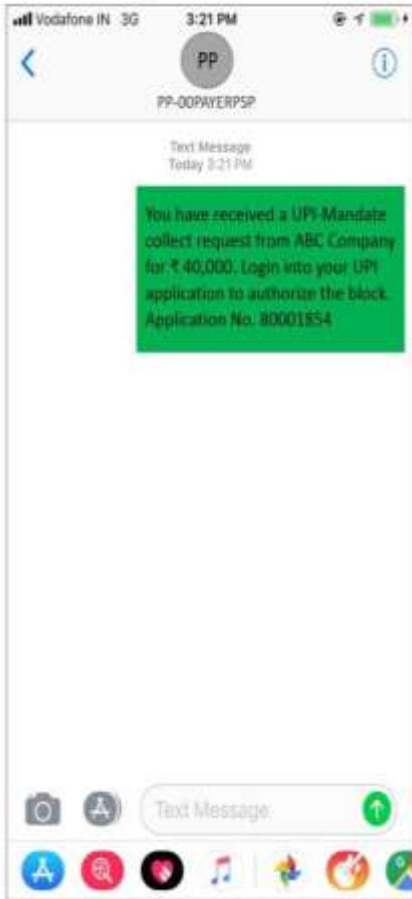 Vodafone IN 3G 3:21 PM
PP
PP-OOPAYERPSP
Text Message
Today 3:21 PM
You have received a UPI-Mandate
collect request from ABC Company
for ₹ 40,000. Login into your UPI
application to authorize the block.
Application No. 80001854
Text Message